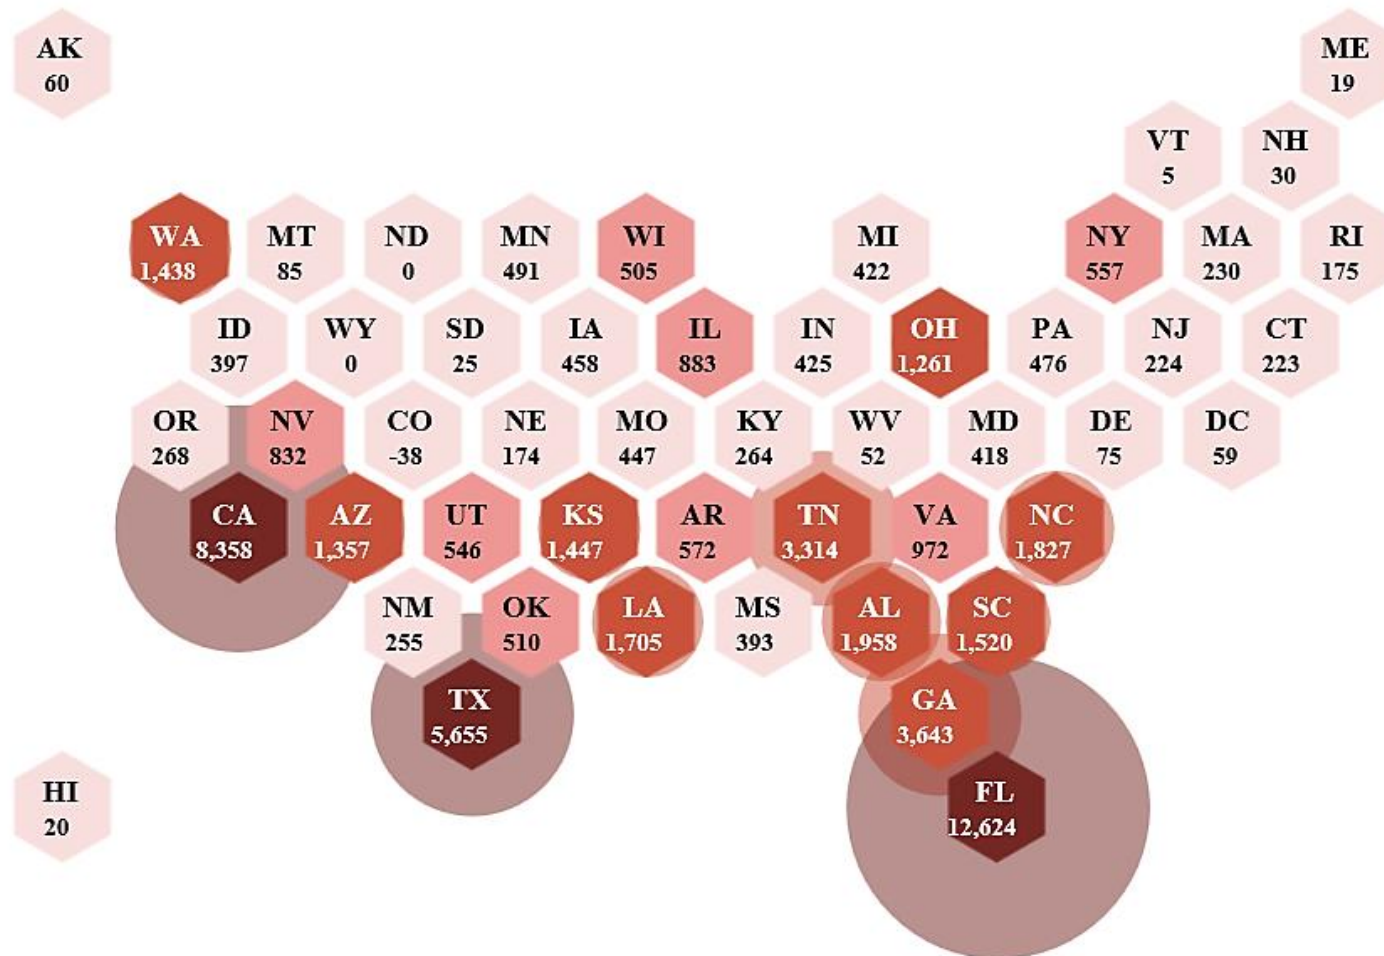 AK
60
ME
19
VT
5
NH
30
WA
1,438
MT
85
ND
0
MN
491
WI
505
MI
422
NY
557
MA
230
RI
175
ID
397
WY
0
SD
25
IA
458
IL
883
IN
425
OH
1,261
PA
476
NJ
224
CT
223
OR
268
NV
832
CO
-38
NE
174
MO
447
KY
264
WV
52
MD
418
DE
75
DC
59
CA
8,358
AZ
1,357
UT
546
KS
1,447
AR
572
TN
3,314
VA
972
NC
1,827
NM
255
OK
510
LA
1,705
MS
393
AL
1,958
SC
1,520
TX
5,655
GA
3,643
HI
20
FL
12,624